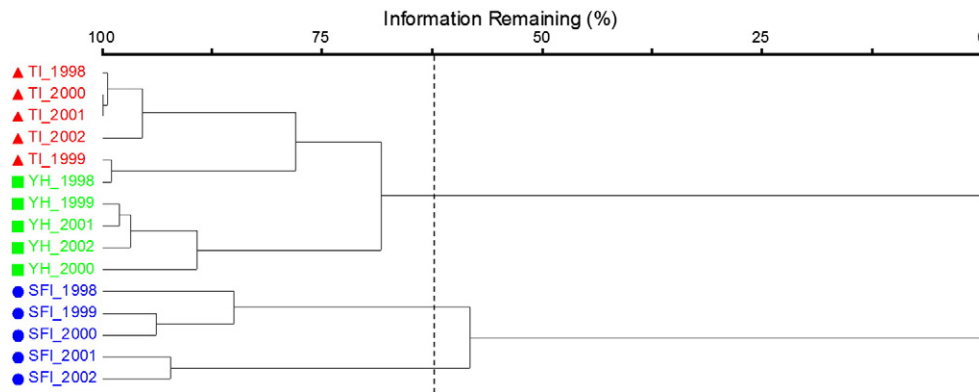 Information Remaining (%)
100 75 50 25 0
TI_1998
TI_2000
TI_2001
TI_2002
TI_1999
YH_1998
YH_1999
YH_2001
YH_2002
YH_2000
SFI_1998
SFI_1999
SFI_2000
SFI_2001
SFI_2002